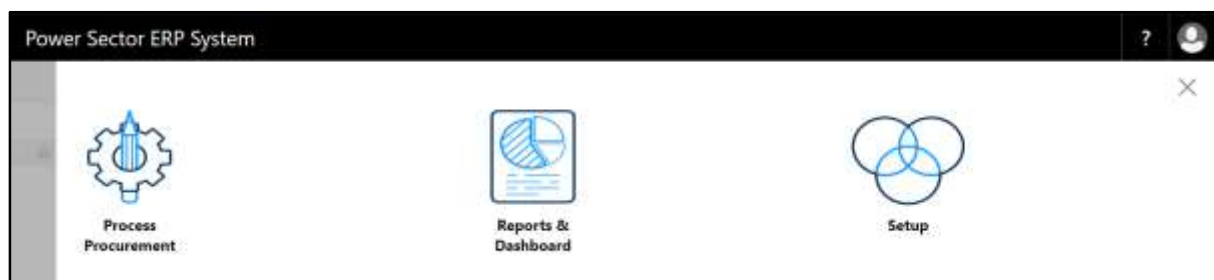 Power Sector ERP System
?
Process
Procurement
Reports &
Dashboard
Setup